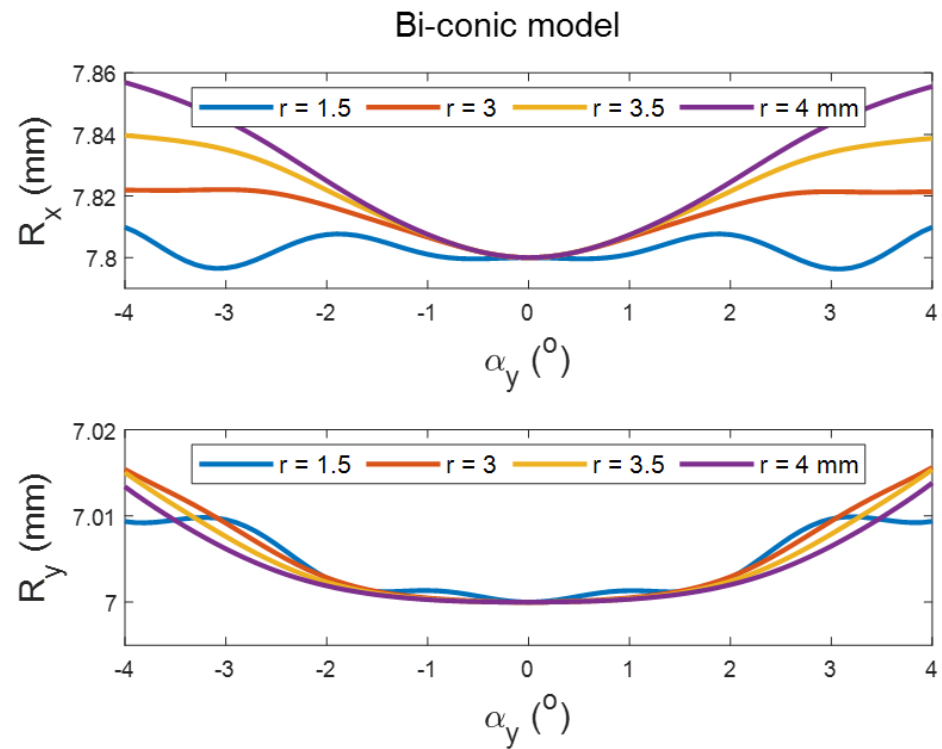 Bi-conic model
7.86
r = 1.5 r = 3 r = 3.5 r = 4 mm
7.84
7.82
7.8
R_x (mm)
-4 -3 -2 -1 0 1 2 3 4
α_y (°)
7.02
r = 1.5 r = 3 r = 3.5 r = 4 mm
7.01
7
R_y (mm)
-4 -3 -2 -1 0 1 2 3 4
α_y (°)